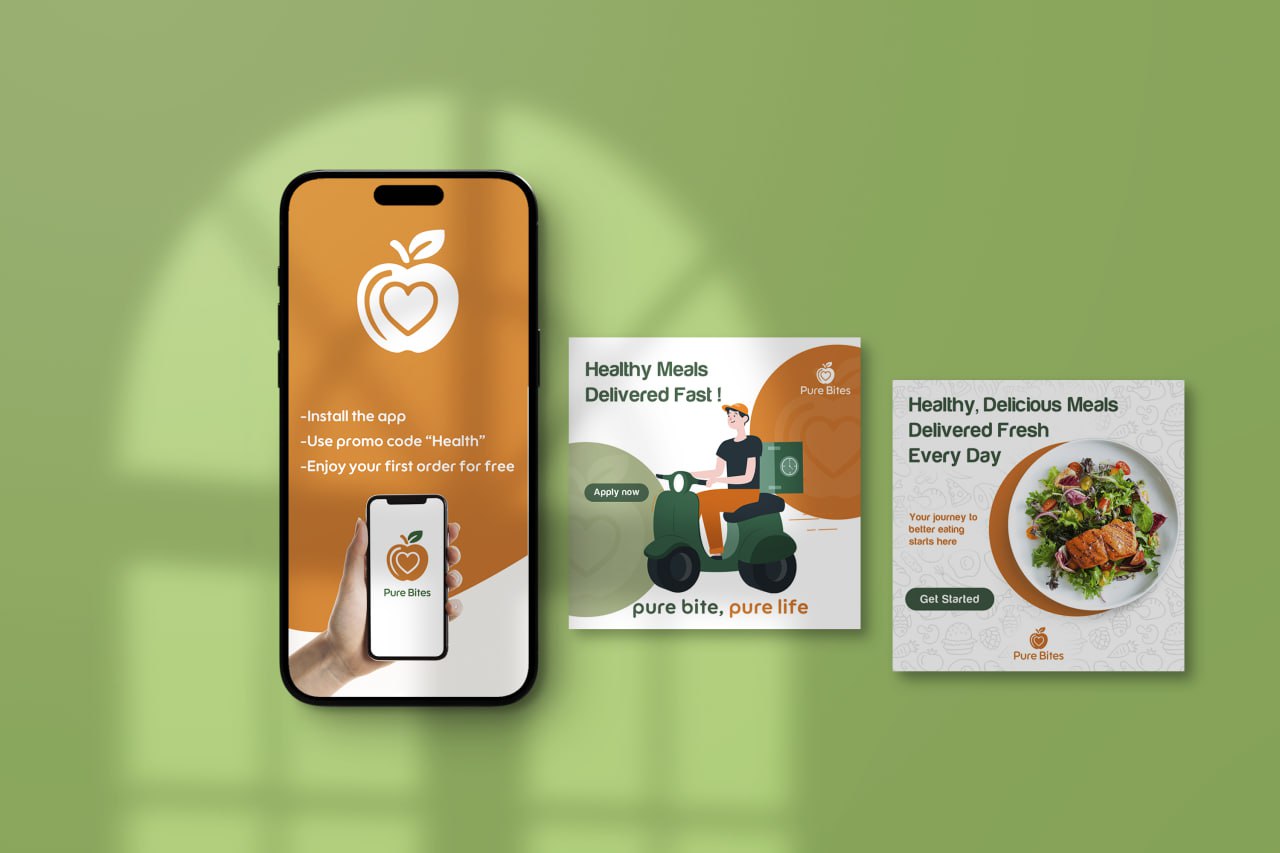 -Install the app
-Use promo code “Health”
-Enjoy your first order for free
Pure Bites
Healthy Meals
Delivered Fast !
Pure Bites
Apply now
pure bite, pure life
Healthy, Delicious Meals
Delivered Fresh
Every Day
Your journey to
better eating
starts here
Get Started
Pure Bites